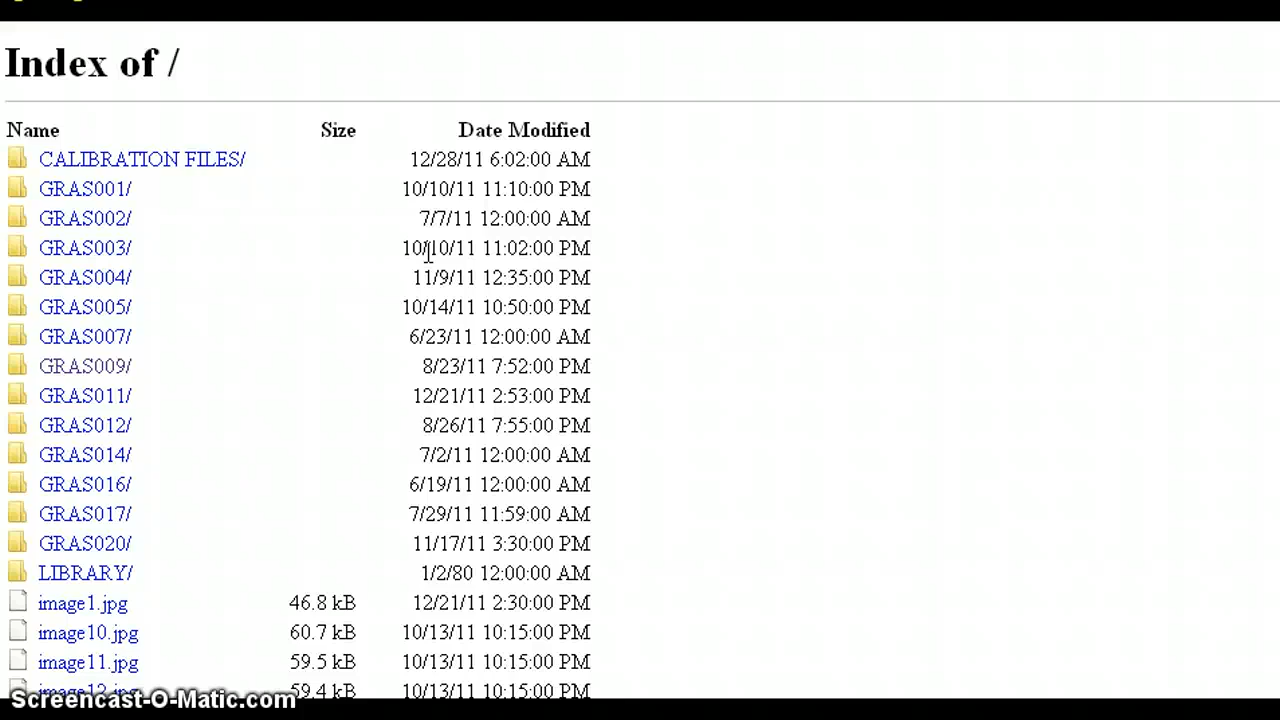 Index of /
Name Size Date Modified
CALIBRATION FILES/ 12/28/11 6:02:00 AM
GRAS001/ 10/10/11 11:10:00 PM
GRAS002/ 7/7/11 12:00:00 AM
GRAS003/ 10/10/11 11:02:00 PM
GRAS004/ 11/9/11 12:35:00 PM
GRAS005/ 10/14/11 10:50:00 PM
GRAS007/ 6/23/11 12:00:00 AM
GRAS009/ 8/23/11 7:52:00 PM
GRAS011/ 12/21/11 2:53:00 PM
GRAS012/ 8/26/11 7:55:00 PM
GRAS014/ 7/2/11 12:00:00 AM
GRAS016/ 6/19/11 12:00:00 AM
GRAS017/ 7/29/11 11:59:00 AM
GRAS020/ 11/17/11 3:30:00 PM
LIBRARY/ 1/2/80 12:00:00 AM
image1.jpg 46.8 kB 12/21/11 2:30:00 PM
image10.jpg 60.7 kB 10/13/11 10:15:00 PM
image11.jpg 59.5 kB 10/13/11 10:15:00 PM
image12.jpg 59.4 kB 10/13/11 10:15:00 PM
Screencast-O-Matic.com